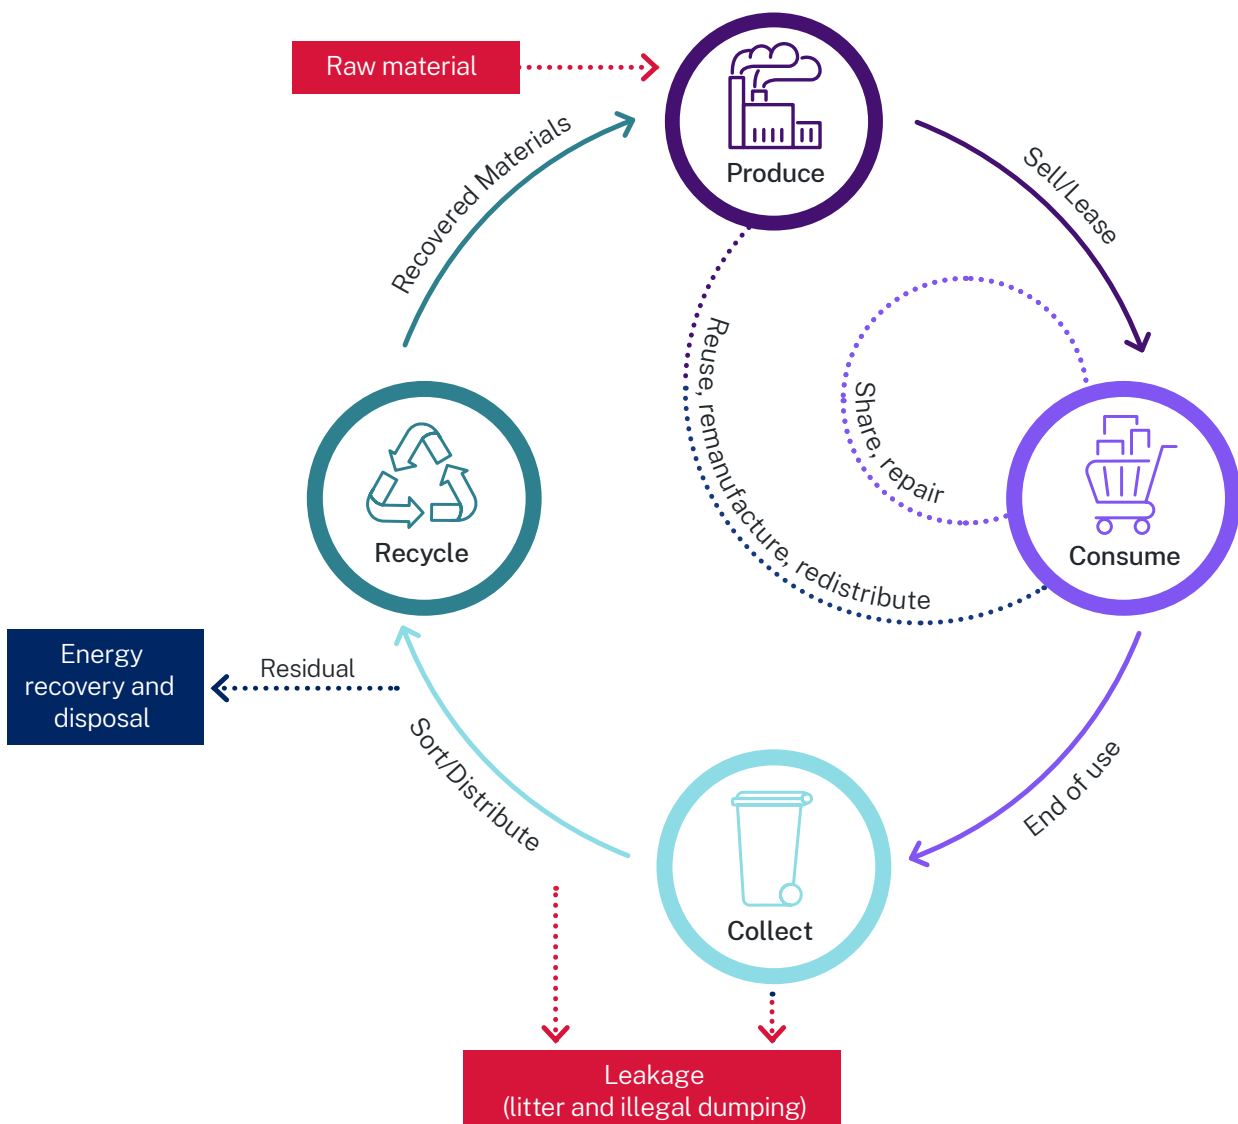 Raw material
Produce
Recovered Materials
Sell/Lease
Reuse, remanufacture, redistribute
Share, repair
Recycle
Consume
Energy
recovery and
disposal
Residual
Sort/Distribute
End of use
Collect
Leakage
(litter and illegal dumping)